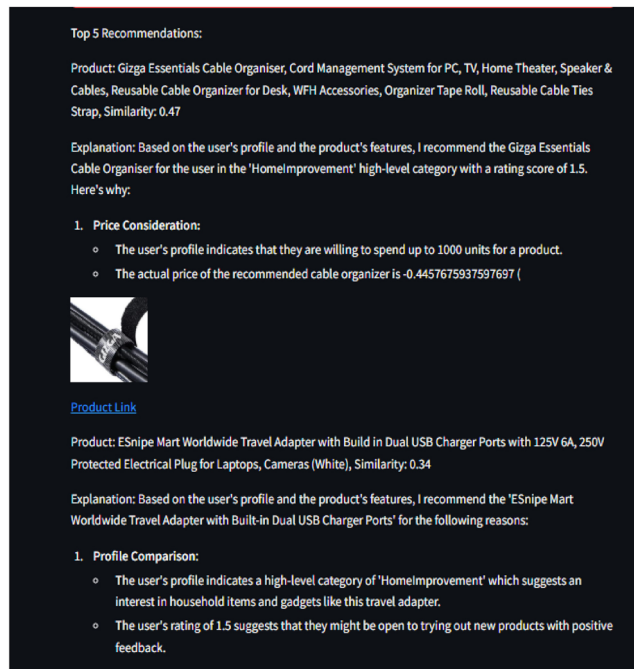 Top 5 Recommendations:
Product: Gizga Essentials Cable Organiser, Cord Management System for PC, TV, Home Theater, Speaker &
Cables, Reusable Cable Organizer for Desk, WFH Accessories, Organizer Tape Roll, Reusable Cable Ties
Strap, Similarity: 0.47
Explanation: Based on the user's profile and the product's features, I recommend the Gizga Essentials
Cable Organiser for the user in the 'HomeImprovement' high-level category with a rating score of 1.5.
Here's why:
1. Price Consideration:
○ The user's profile indicates that they are willing to spend up to 1000 units for a product.
○ The actual price of the recommended cable organizer is -0.4457675937597697 (
GIZGA
Product Link
Product: ESnipe Mart Worldwide Travel Adapter with Build in Dual USB Charger Ports with 125V 6A, 250V
Protected Electrical Plug for Laptops, Cameras (White), Similarity: 0.34
Explanation: Based on the user's profile and the product's features, I recommend the 'ESnipe Mart
Worldwide Travel Adapter with Built-in Dual USB Charger Ports' for the following reasons:
1. Profile Comparison:
○ The user's profile indicates a high-level category of 'HomeImprovement' which suggests an
interest in household items and gadgets like this travel adapter.
○ The user's rating of 1.5 suggests that they might be open to trying out new products with positive
feedback.